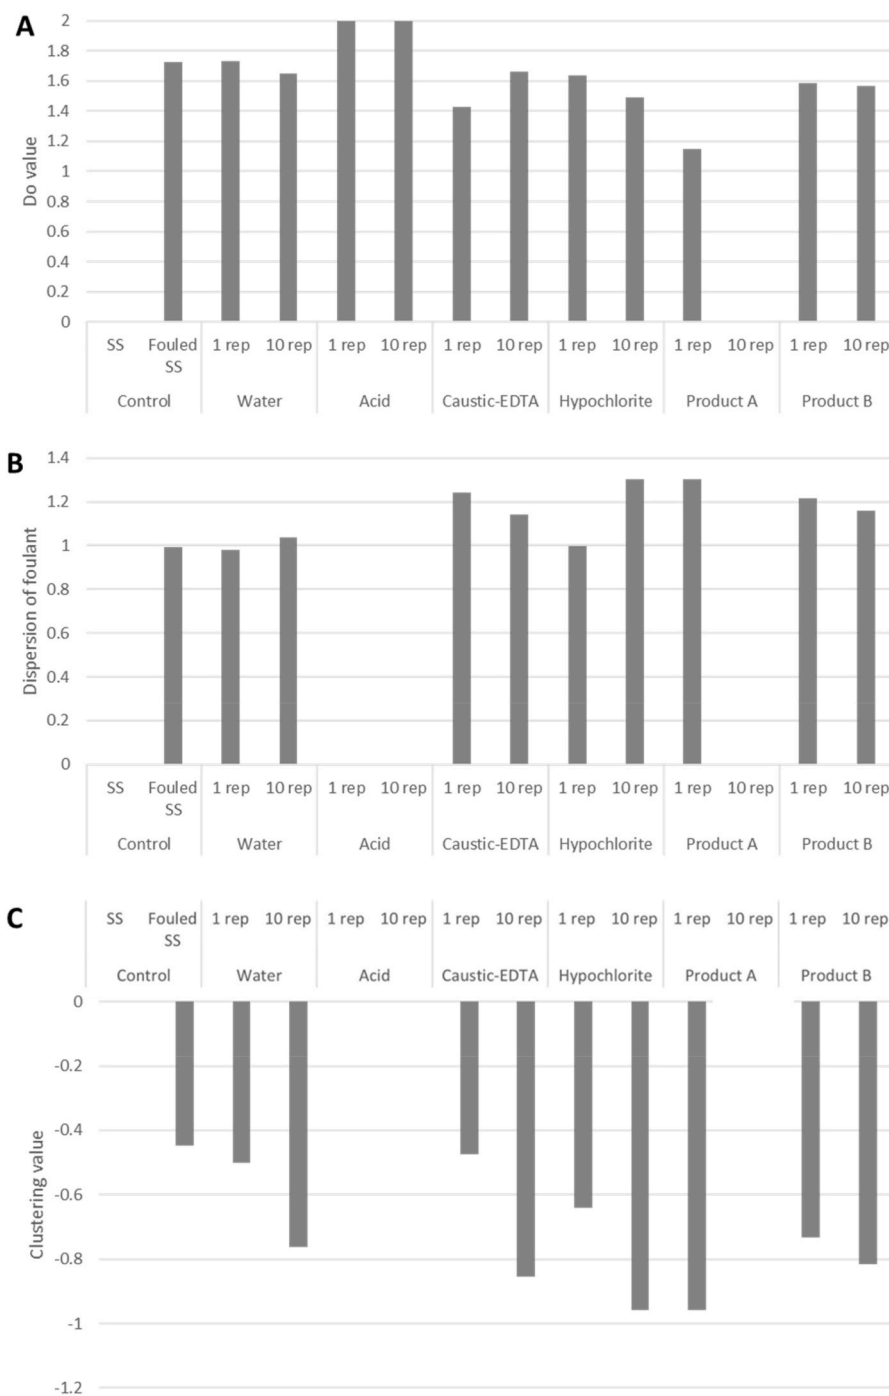 A
Do value
2
1.8
1.6
1.4
1.2
1
0.8
0.6
0.4
0.2
0
SS Fouled SS 1 rep 10 rep 1 rep 10 rep 1 rep 10 rep 1 rep 10 rep 1 rep 10 rep 1 rep 10 rep
Control Water Acid Caustic-EDTA Hypochlorite Product A Product B
B
Dispersion of foulant
1.4
1.2
1
0.8
0.6
0.4
0.2
0
SS Fouled SS 1 rep 10 rep 1 rep 10 rep 1 rep 10 rep 1 rep 10 rep 1 rep 10 rep 1 rep 10 rep
Control Water Acid Caustic-EDTA Hypochlorite Product A Product B
C
SS Fouled SS 1 rep 10 rep 1 rep 10 rep 1 rep 10 rep 1 rep 10 rep 1 rep 10 rep 1 rep 10 rep
Control Water Acid Caustic-EDTA Hypochlorite Product A Product B
Clustering value
0
-0.2
-0.4
-0.6
-0.8
-1
-1.2